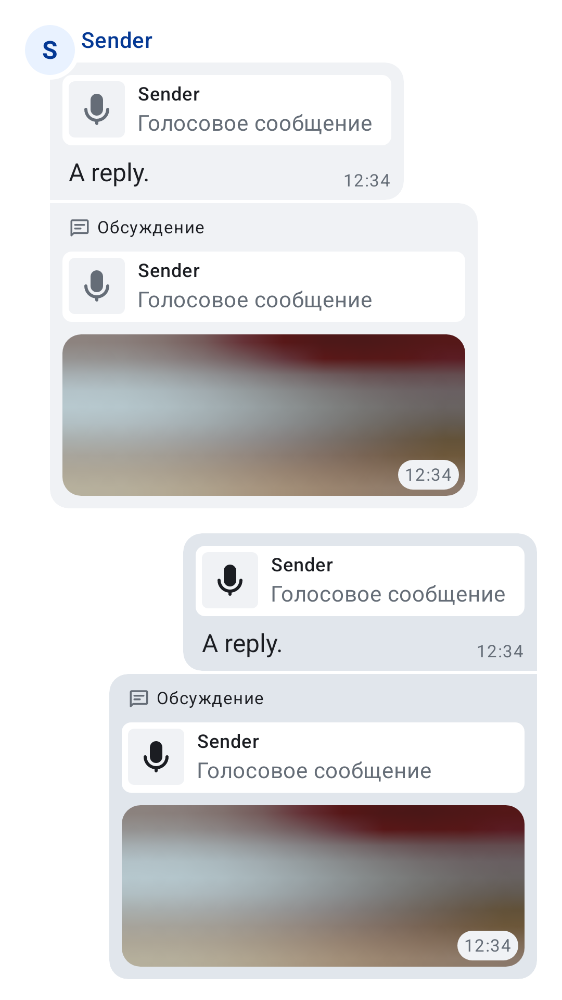 S
Sender
Sender
Голосовое сообщение
A reply.
12:34
Обсуждение
Sender
Голосовое сообщение
12:34
Sender
Голосовое сообщение
A reply.
12:34
Обсуждение
Sender
Голосовое сообщение
12:34